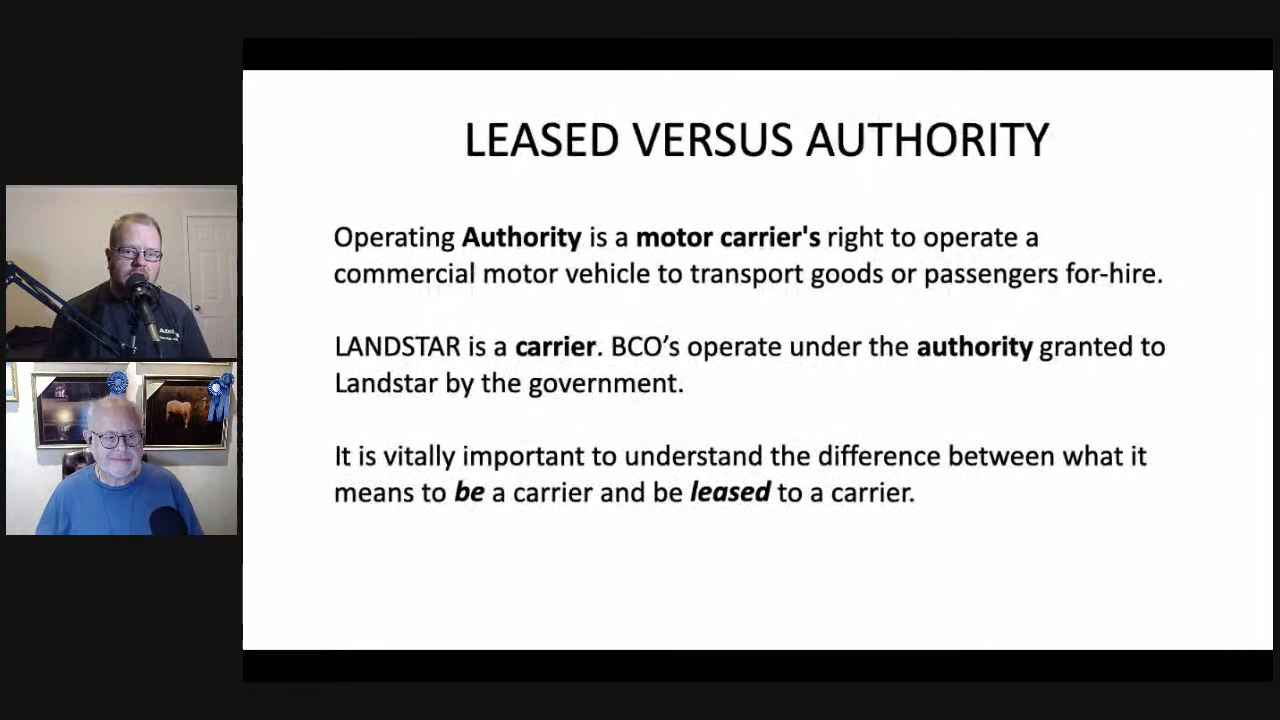 LEASED VERSUS AUTHORITY
Operating Authority is a motor carrier's right to operate a
commercial motor vehicle to transport goods or passengers for-hire.
LANDSTAR is a carrier. BCO’s operate under the authority granted to
Landstar by the government.
It is vitally important to understand the difference between what it
means to be a carrier and be leased to a carrier.